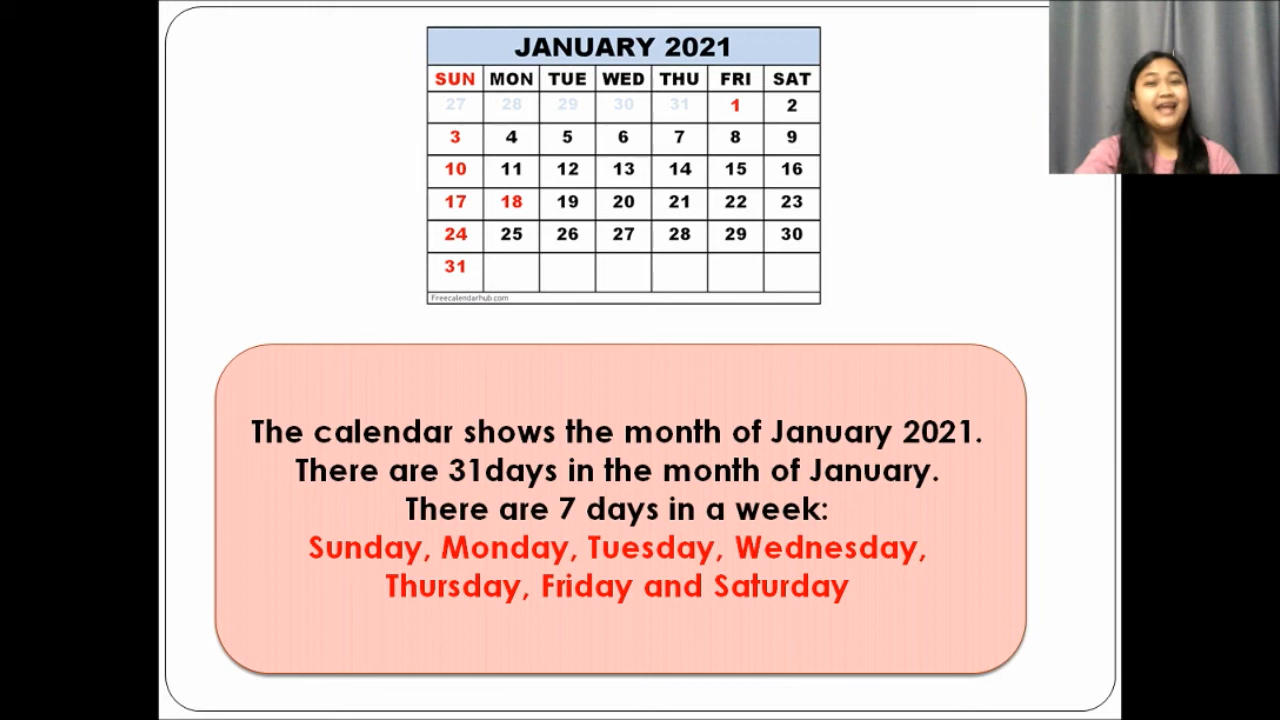 JANUARY 2021
SUN MON TUE WED THU FRI SAT
27 28 29 30 31 1 2
3 4 5 6 7 8 9
10 11 12 13 14 15 16
17 18 19 20 21 22 23
24 25 26 27 28 29 30
31
Freecalendarhub.com
The calendar shows the month of January 2021.
There are 31days in the month of January.
There are 7 days in a week:
Sunday, Monday, Tuesday, Wednesday,
Thursday, Friday and Saturday